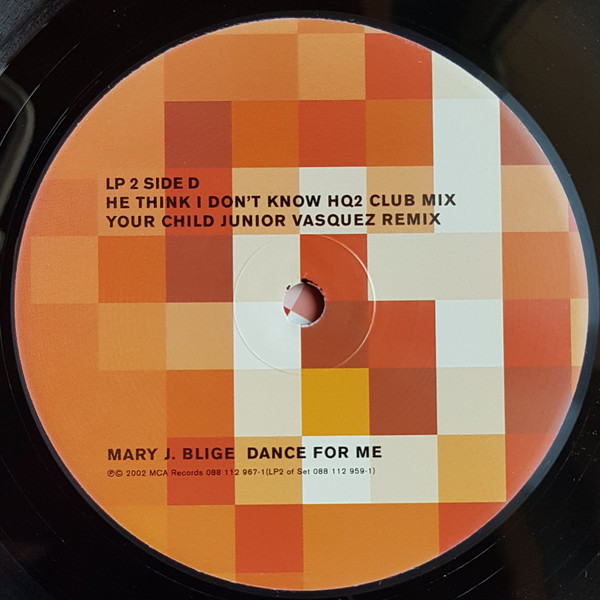 LP 2 SIDE D
HE THINK I DON'T KNOW HQ2 CLUB MIX
YOUR CHILD JUNIOR VASQUEZ REMIX
MARY J. BLIGE DANCE FOR ME
℗© 2002 MCA Records 088 112 967-1(LP2 of Set 088 112 959-1)